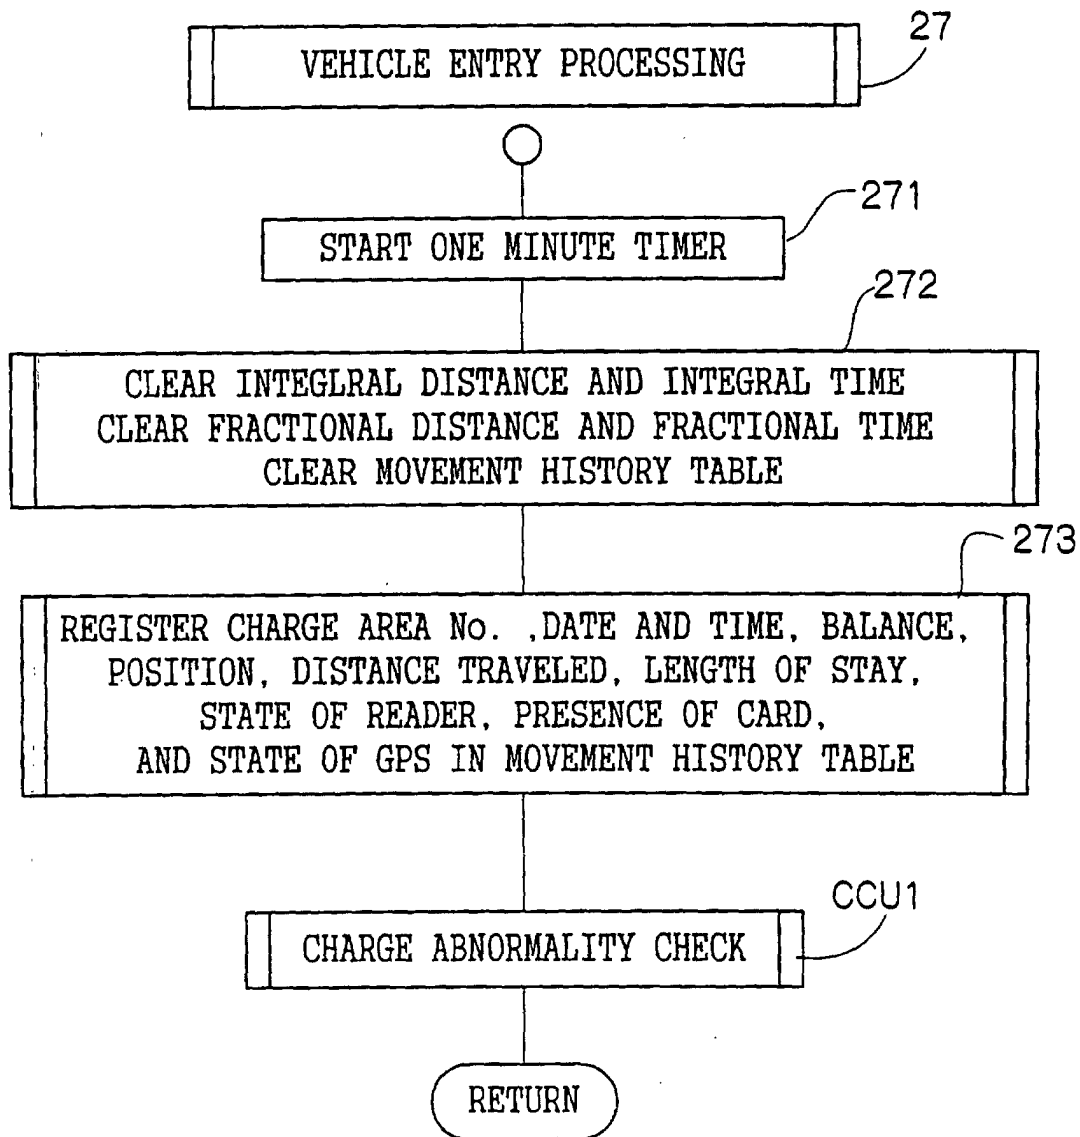 27
VEHICLE ENTRY PROCESSING
271
START ONE MINUTE TIMER
272
CLEAR INTEGLRAL DISTANCE AND INTEGRAL TIME
CLEAR FRACTIONAL DISTANCE AND FRACTIONAL TIME
CLEAR MOVEMENT HISTORY TABLE
273
REGISTER CHARGE AREA No. ,DATE AND TIME, BALANCE,
POSITION, DISTANCE TRAVELED, LENGTH OF STAY,
STATE OF READER, PRESENCE OF CARD,
AND STATE OF GPS IN MOVEMENT HISTORY TABLE
CCU1
CHARGE ABNORMALITY CHECK
RETURN